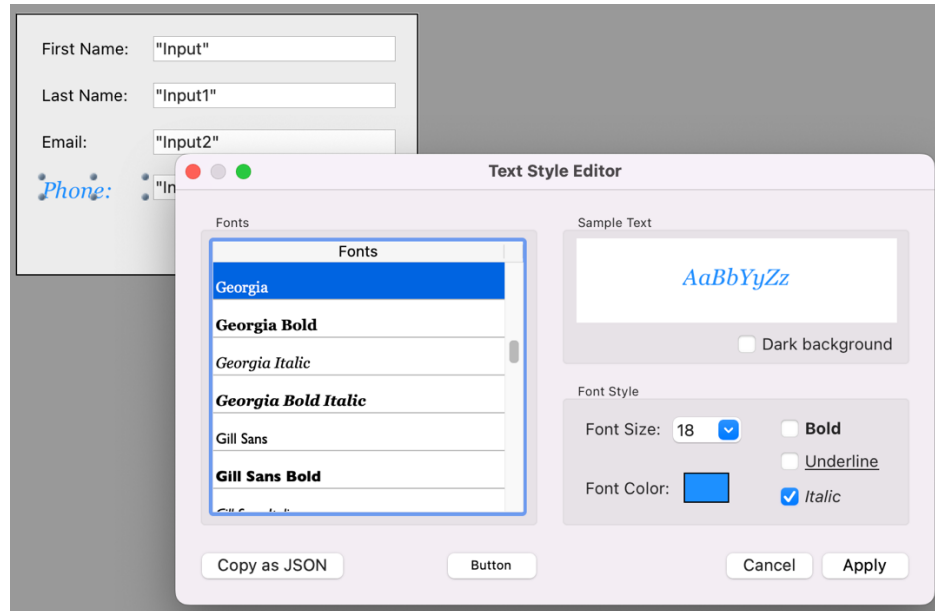 First Name: "Input"
Last Name: "Input1"
Email: "Input2"
Phone: "In
Text Style Editor
Fonts
Fonts
Georgia
Georgia Bold
Georgia Italic
Georgia Bold Italic
Gill Sans
Gill Sans Bold
Sample Text
AaBbYyZz
Dark background
Font Style
Font Size: 18
Bold
Underline
Font Color:
Italic
Copy as JSON
Button
Cancel
Apply